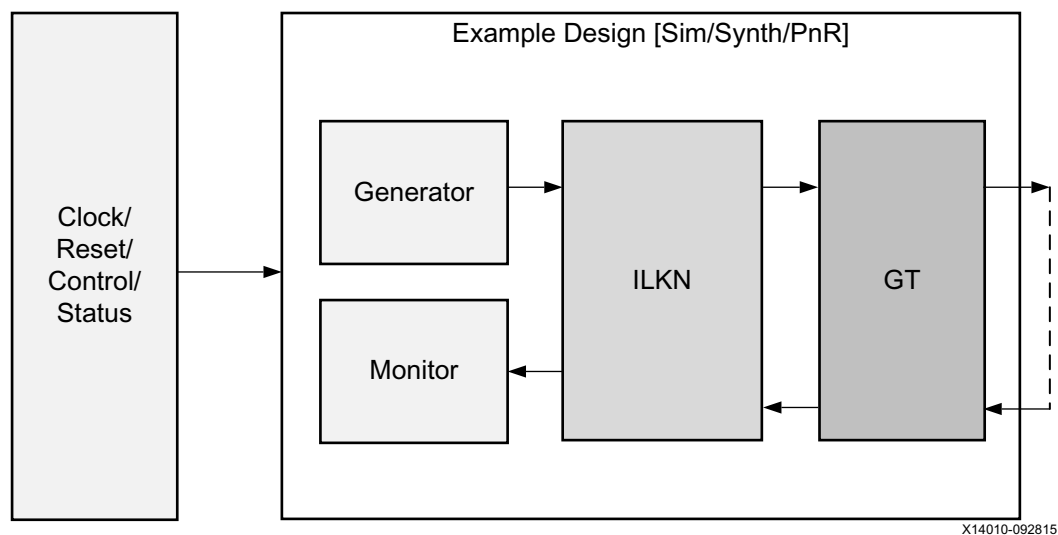 Example Design [Sim/Synth/PnR]
Clock/
Reset/
Control/
Status
Generator
Monitor
ILKN
GT
X14010-092815